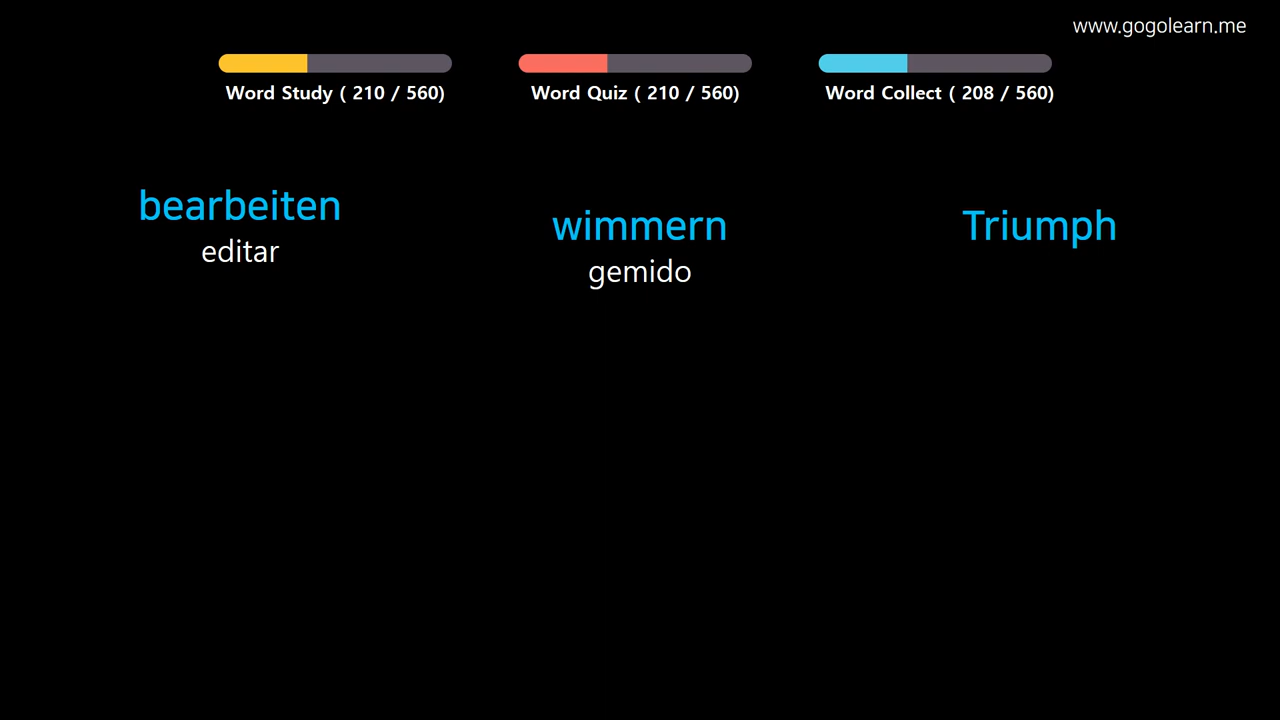 www.gogolearn.me
Word Study ( 210 / 560)
Word Quiz ( 210 / 560)
Word Collect ( 208 / 560)
bearbeiten
editar
wimmern
gemido
Triumph